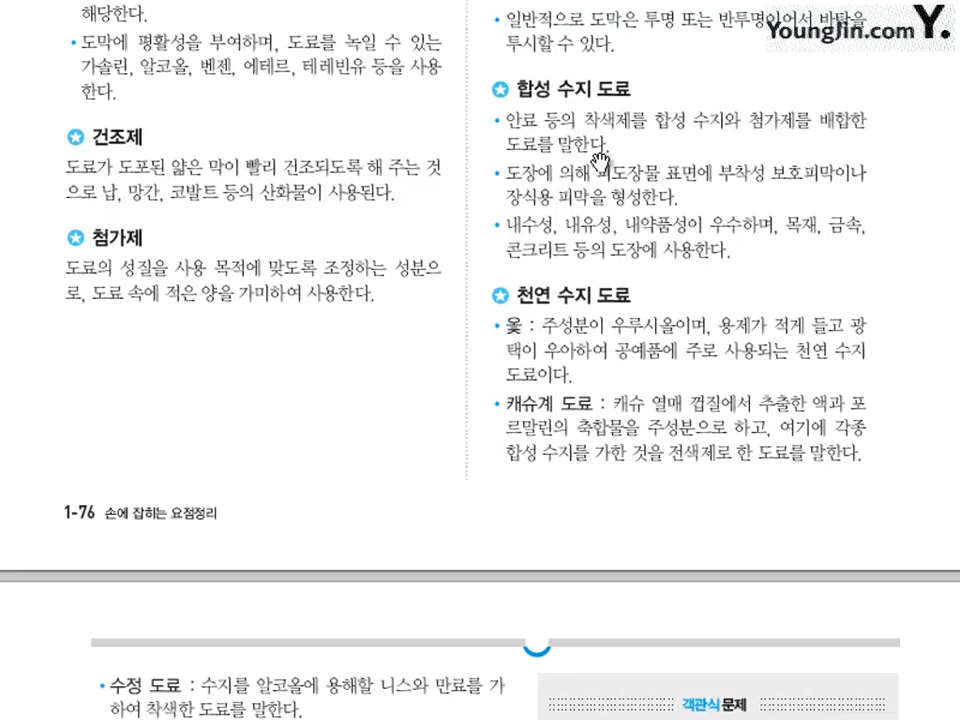 해당한다.
• 도막에 평활성을 부여하며, 도료를 녹일 수 있는
가솔린, 알코올, 벤젠, 에테르, 테레빈유 등을 사용
한다.
건조제
도료가 도포된 얇은 막이 빨리 건조되도록 해 주는 것
으로 납, 망간, 코발트 등의 산화물이 사용된다.
첨가제
도료의 성질을 사용 목적에 맞도록 조정하는 성분으
로, 도료 속에 적은 양을 가미하여 사용한다.
• 일반적으로 도막은 투명 또는 반투명이어서 바탕을
투시할 수 있다.
YoungJin.com Y.
합성 수지 도료
• 안료 등의 착색제를 합성 수지와 첨가제를 배합한
도료를 말한다.
• 도장에 의해 피도장물 표면에 부착성 보호피막이나
장식용 피막을 형성한다.
• 내수성, 내유성, 내약품성이 우수하며, 목재, 금속,
콘크리트 등의 도장에 사용한다.
천연 수지 도료
• 옻 : 주성분이 우루시올이며, 용제가 적게 들고 광
택이 우아하여 공예품에 주로 사용되는 천연 수지
도료이다.
• 캐슈계 도료 : 캐슈 열매 껍질에서 추출한 액과 포
르말린의 축합물을 주성분으로 하고, 여기에 각종
합성 수지를 가한 것을 전색제로 한 도료를 말한다.
1-76 손에 잡히는 요점정리
• 수정 도료 : 수지를 알코올에 용해할 니스와 만료를 가
하여 착색한 도료를 말한다.
객관식 문제